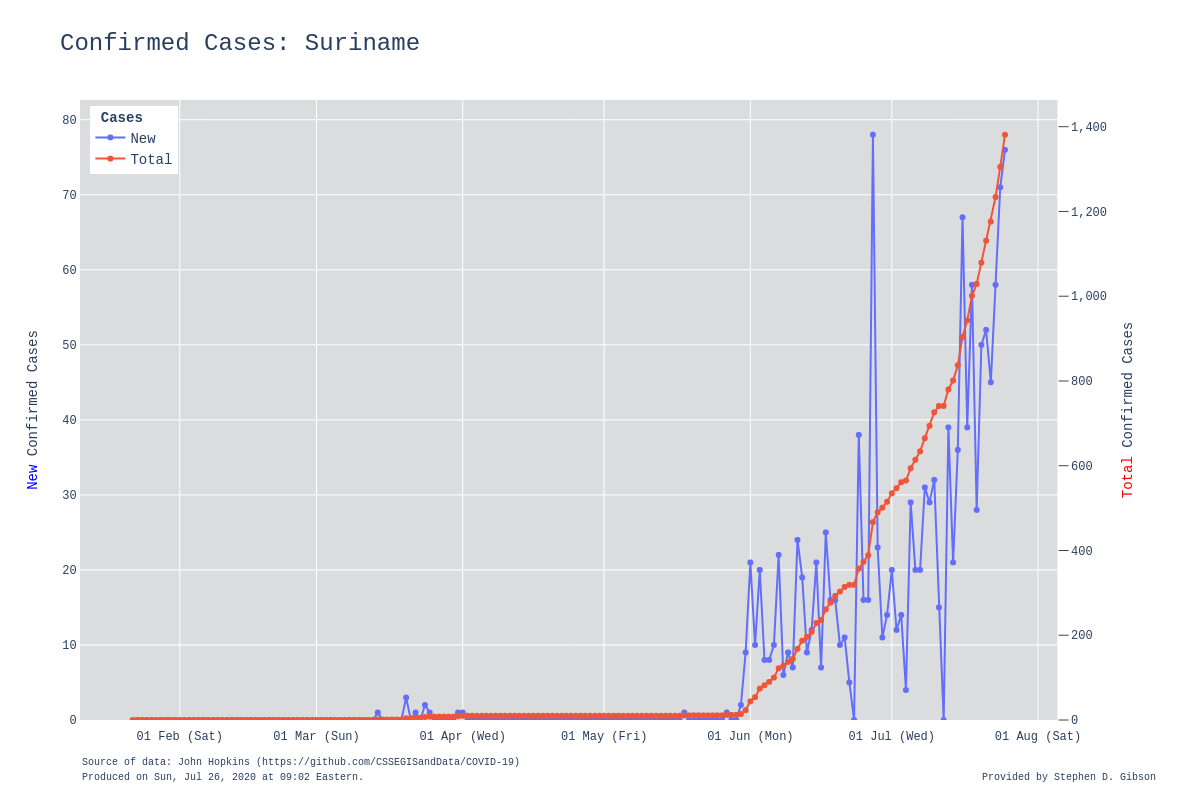 Confirmed Cases: Suriname
Cases
New
Total
80
70
60
50
40
30
20
10
0
1,400
1,200
1,000
800
600
400
200
0
New Confirmed Cases
Total Confirmed Cases
01 Feb (Sat)
01 Mar (Sun)
01 Apr (Wed)
01 May (Fri)
01 Jun (Mon)
01 Jul (Wed)
01 Aug (Sat)
Source of data: John Hopkins (https://github.com/CSSEGISandData/COVID-19)
Produced on Sun, Jul 26, 2020 at 09:02 Eastern.
Provided by Stephen D. Gibson